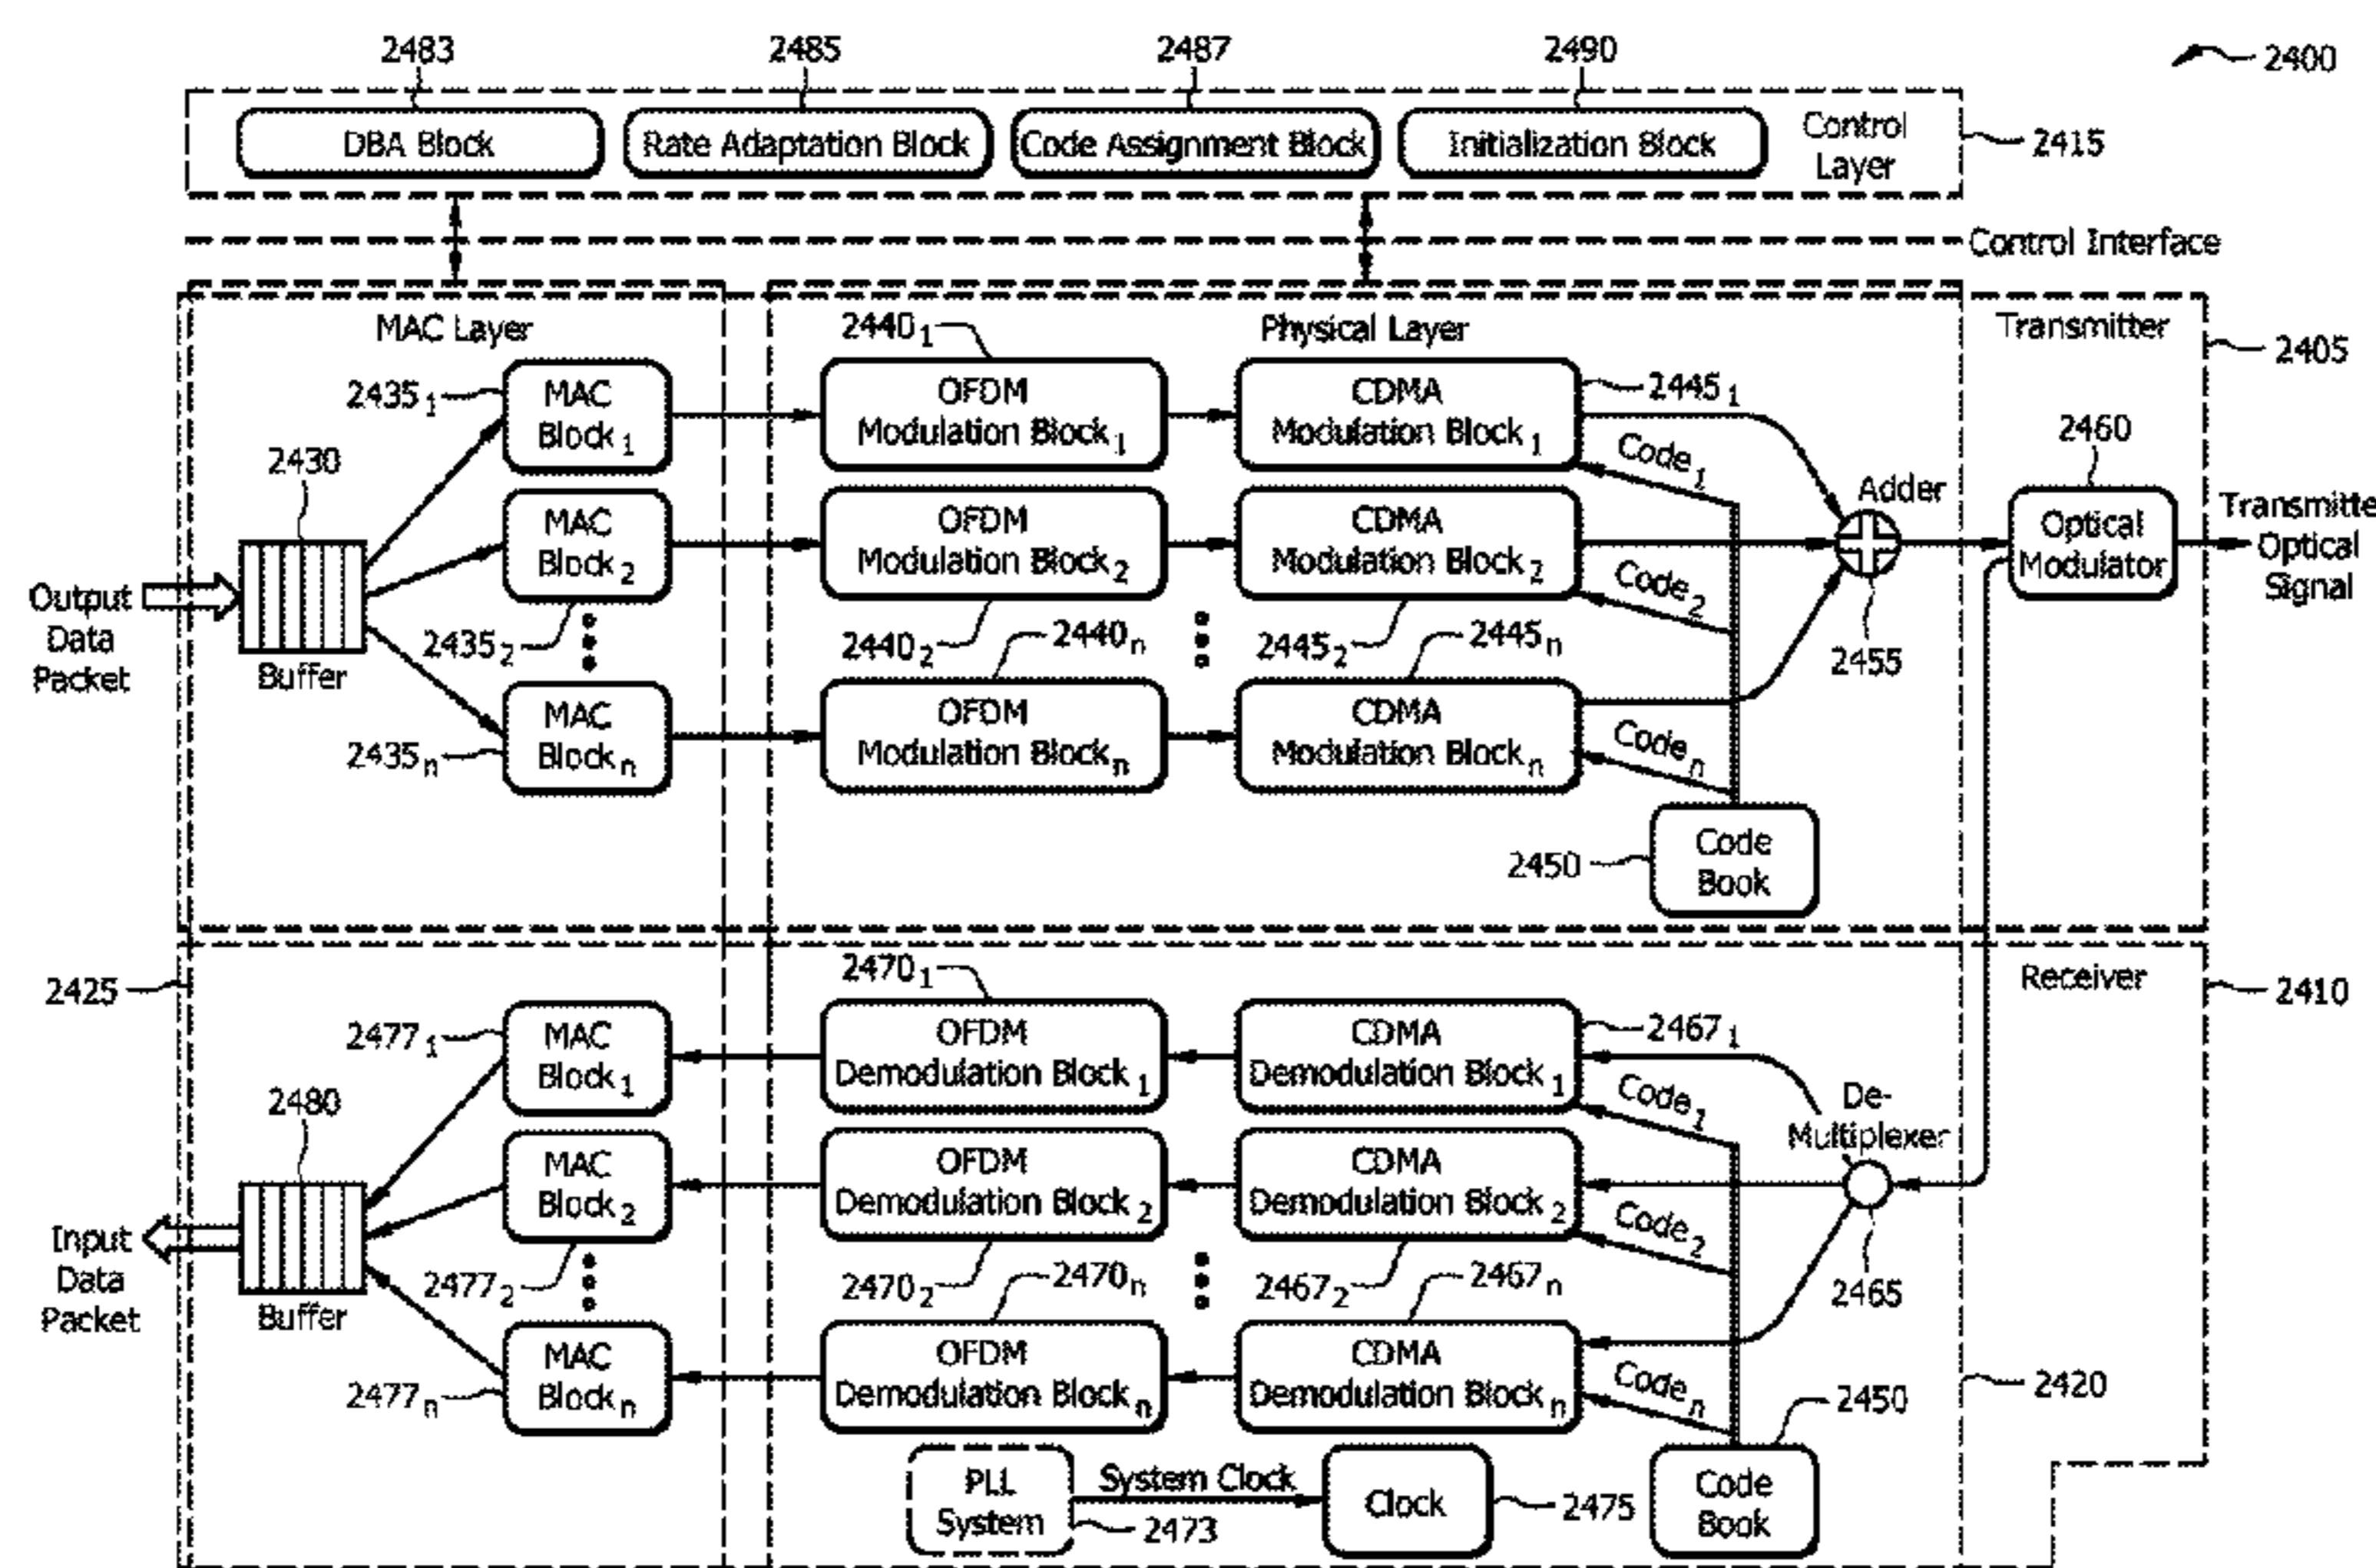 2483
2485
2487
2490
2400
DBA Block
Rate Adaptation Block
Code Assignment Block
Initialization Block
Control
Layer
2415
Control Interface
MAC Layer
Physical Layer
Transmitter
2405
2435₁
MAC
Block₁
2440₁
OFDM
Modulation Block₁
CDMA
Modulation Block₁
2445₁
Code₁
2460
2430
MAC
Block₂
OFDM
Modulation Block₂
CDMA
Modulation Block₂
Code₂
Adder
Optical
Modulator
Transmitte
Optical
Signal
Output
Data
Packet
Buffer
2435₂
2440₂
2440ₙ
2445₂
2445ₙ
2455
2435ₙ
MAC
Blockₙ
OFDM
Modulation Blockₙ
CDMA
Modulation Blockₙ
Codeₙ
2450
Code
Book
2425
Receiver
2410
2477₁
MAC
Block₁
2470₁
OFDM
Demodulation Block₁
CDMA
Demodulation Block₁
2467₁
Code₁
De-
Multiplexer
2480
MAC
Block₂
OFDM
Demodulation Block₂
CDMA
Demodulation Block₂
Code₂
Input
Data
Packet
Buffer
2477₂
2470₂
2470ₙ
2467₂
2467ₙ
2465
2477ₙ
MAC
Blockₙ
OFDM
Demodulation Blockₙ
CDMA
Demodulation Blockₙ
Codeₙ
2420
2450
PLL
System
System Clock
2473
Clock
2475
Code
Book